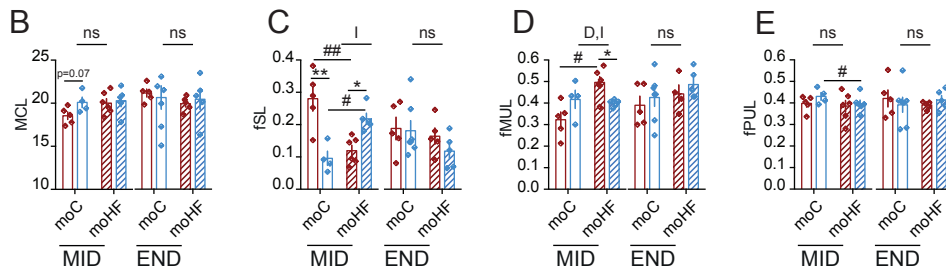 B
MCL
ns
ns
p=0.07
25
20
15
10
moC
moHF
moC
moHF
MID
END
C
fSL
I
ns
##
**
*
#
0.4
0.3
0.2
0.1
0.0
moC
moHF
moC
moHF
MID
END
D
fMUL
D,I
ns
#
*
0.6
0.5
0.4
0.3
0.2
0.1
0.0
moC
moHF
moC
moHF
MID
END
E
fPUL
ns
ns
#
0.6
0.5
0.4
0.3
0.2
0.1
0.0
moC
moHF
moC
moHF
MID
END